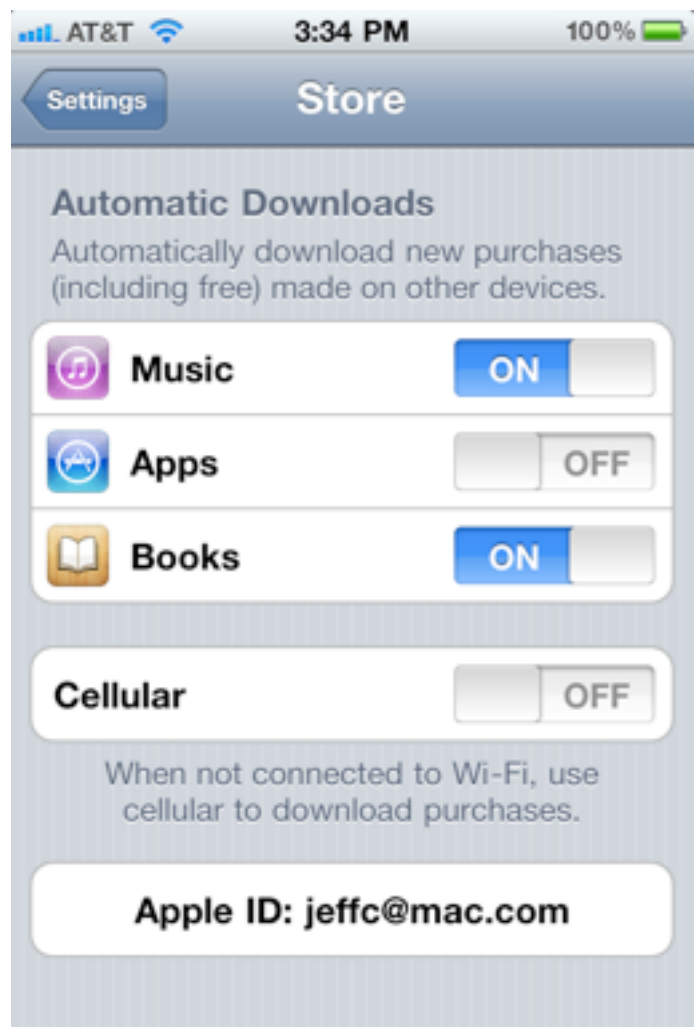 AT&T 3:34 PM 100%
Settings Store
Automatic Downloads
Automatically download new purchases
(including free) made on other devices.
Music ON
Apps OFF
Books ON
Cellular OFF
When not connected to Wi-Fi, use
cellular to download purchases.
Apple ID: jeffc@mac.com